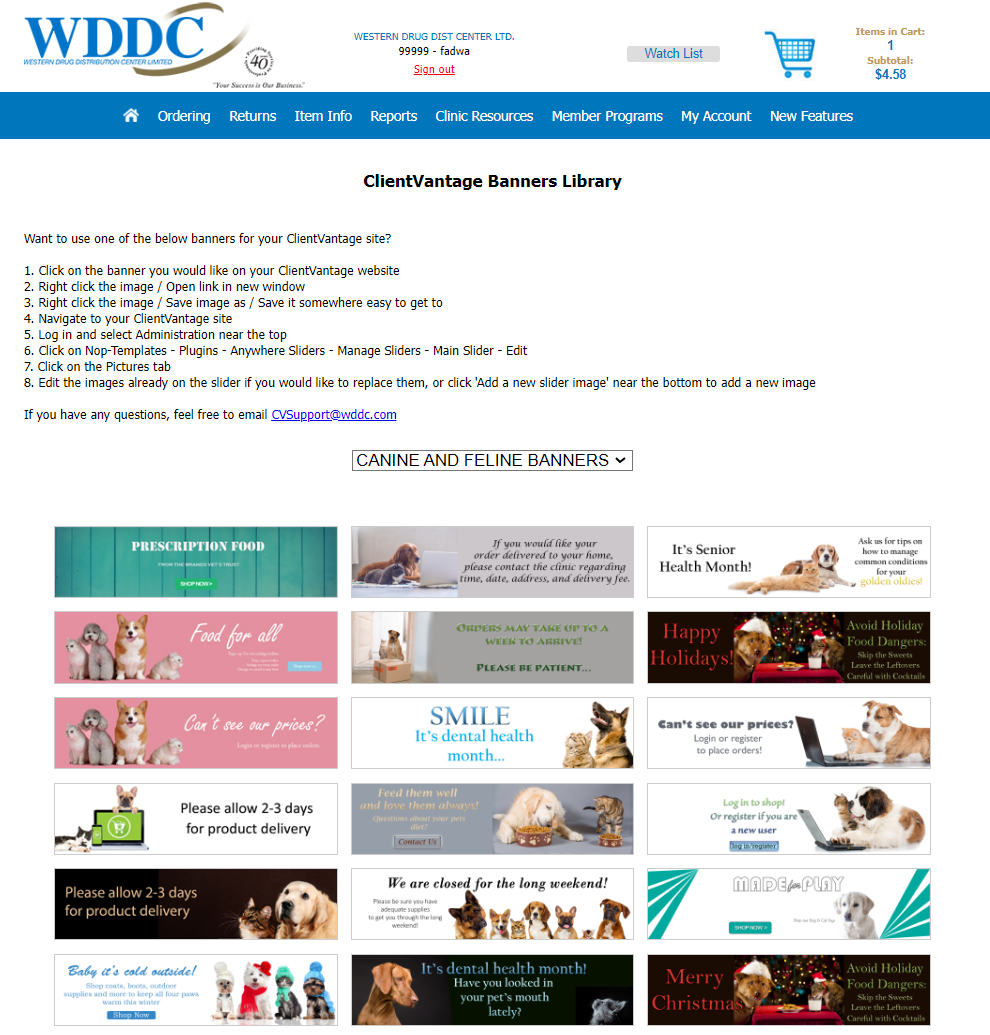 WDDC
WESTERN DRUG DISTRIBUTION CENTER LIMITED
40
"Your Success is Our Business."
WESTERN DRUG DIST CENTER LTD.
99999 - fadwa
Sign out
Watch List
Items in Cart:
1
Subtotal:
$4.58
Ordering Returns Item Info Reports Clinic Resources Member Programs My Account New Features
ClientVantage Banners Library
Want to use one of the below banners for your ClientVantage site?
1. Click on the banner you would like on your ClientVantage website
2. Right click the image / Open link in new window
3. Right click the image / Save image as / Save it somewhere easy to get to
4. Navigate to your ClientVantage site
5. Log in and select Administration near the top
6. Click on Nop-Templates - Plugins - Anywhere Sliders - Manage Sliders - Main Slider - Edit
7. Click on the Pictures tab
8. Edit the images already on the slider if you would like to replace them, or click 'Add a new slider image' near the bottom to add a new image
If you have any questions, feel free to email CVSupport@wddc.com
CANINE AND FELINE BANNERS
PRESCRIPTION FOOD
FROM THE BRANDS VET'S TRUST
SHOP NOW >
If you would like your
order delivered to your home,
please contact the clinic regarding
time, date, address, and delivery fee.
It's Senior
Health Month!
Ask us for tips on
how to manage
common conditions
for your
golden oldies!
Food for all
Shop now >>
Orders may take up to a
week to arrive!
Please be patient...
Happy
Holidays!
Avoid Holiday
Food Dangers:
Skip the Sweets
Leave the Leftovers
Careful with Cocktails
Can't see our prices?
Login or register to place orders.
SMILE
It's dental health
month...
Can't see our prices?
Login or register
to place orders!
Please allow 2-3 days
for product delivery
Feed them well
and love them always!
Questions about your pets
diet?
Contact Us
Log in to shop!
Or register if you are
a new user
log in/register
Please allow 2-3 days
for product delivery
We are closed for the long weekend!
Please be sure you have
adequate supplies
to get you through the long
weekend!
MADE for PLAY
Shop our Dog & Cat Toys
SHOP NOW >
Baby it's cold outside!
Shop coats, boots, outdoor
supplies and more to keep all four paws
warm this winter
Shop Now
It's dental health month!
Have you looked in
your pet's mouth
lately?
Merry
Christmas
Avoid Holiday
Food Dangers:
Skip the Sweets
Leave the Leftovers
Careful with Cocktails